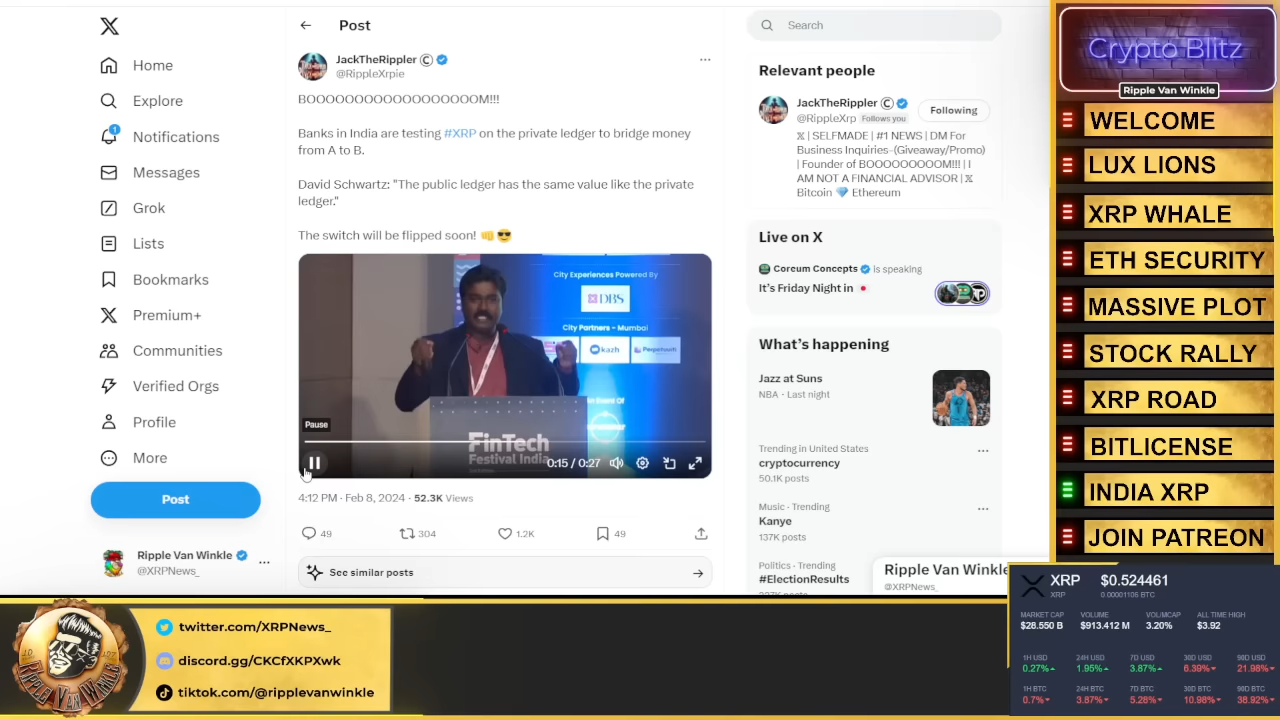 Post
Search
Crypto Blitz
Ripple Van Winkle
Home
Explore
1
Notifications
Messages
Grok
Lists
Bookmarks
Premium+
Communities
Verified Orgs
Profile
More
Post
Ripple Van Winkle
@XRPNews_
JackTheRippler ©
@RippleXrpie
BOOOOOOOOOOOOOOOOOM!!!
Banks in India are testing #XRP on the private ledger to bridge money
from A to B.
David Schwartz: "The public ledger has the same value like the private
ledger."
The switch will be flipped soon! 👊😎
City Experiences Powered By
DBS
City Partners - Mumbai
kazh
Perpetuuiti
FinTech
Festival India
Pause
0:15 / 0:27
4:12 PM · Feb 8, 2024 · 52.3K Views
49
304
1.2K
49
See similar posts
Relevant people
JackTheRippler ©
@RippleXrp Follows you
Following
𝕏 | SELFMADE | #1 NEWS | DM For
Business Inquiries-(Giveaway/Promo)
| Founder of BOOOOOOOOM!!! | I
AM NOT A FINANCIAL ADVISOR | 𝕏
Bitcoin 💎 Ethereum
Live on X
Coreum Concepts is speaking
It's Friday Night in
What's happening
Jazz at Suns
NBA · Last night
Trending in United States
cryptocurrency
50.1K posts
Music · Trending
Kanye
137K posts
Politics · Trending
#ElectionResults
Ripple Van Winkle
@XRPNews_
WELCOME
LUX LIONS
XRP WHALE
ETH SECURITY
MASSIVE PLOT
STOCK RALLY
XRP ROAD
BITLICENSE
INDIA XRP
JOIN PATREON
XRP $0.524461
XRP 0.00001106 BTC
MARKET CAP VOLUME VOL/MCAP ALL TIME HIGH
$28.550 B $913.412 M 3.20% $3.92
1H USD 24H USD 7D USD 30D USD 90D USD
0.27% 1.95% 3.87% 6.39% 21.98%
1H BTC 24H BTC 7D BTC 30D BTC 90D BTC
0.7% 3.87% 5.28% 10.98% 38.92%
RIPPLE VAN WINKLE
twitter.com/XRPNews_
discord.gg/CKCfXKPXwk
tiktok.com/@ripplevanwinkle